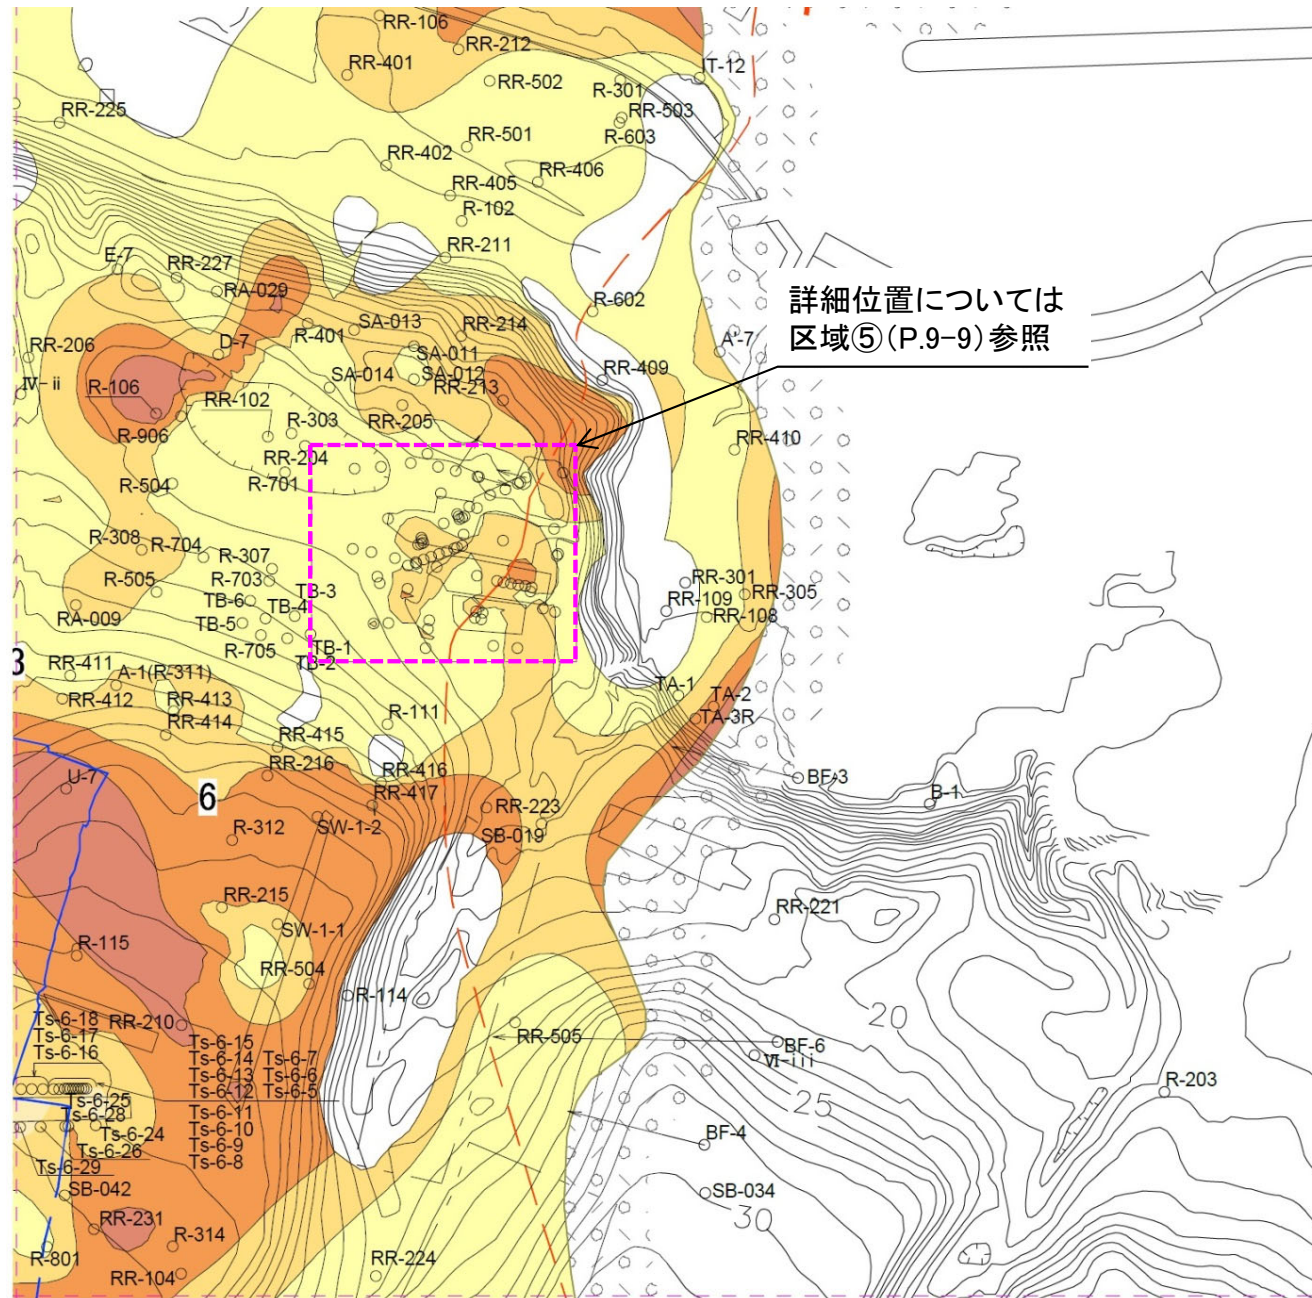 RR-106
RR-212
RR-401
RR-502
IT-12
R-301
RR-225
RR-503
R-603
RR-501
RR-402
RR-406
RR-405
R-102
RR-211
E-7
RR-227
RA-029
R-602
詳細位置については
区域⑤(P.9-9)参照
R-401
SA-013
RR-214
D-7
RR-206
SA-011
A'-7
IV-ii
SA-014
SA-012
RR-409
R-106
RR-102
RR-213
RR-205
R-303
R-906
RR-410
RR-204
R-504
R-701
R-308
R-704
R-307
R-505
R-703
TB-3
RR-301
RR-305
TB-6
TB-4
RR-109
RA-009
TB-5
RR-108
R-705
TB-1
TB-2
3
RR-411
A-1(R-311)
TA-1
RR-412
RR-413
TA-2
RR-414
R-111
TA-3R
RR-415
RR-216
RR-416
U-7
BF-3
6
RR-417
B-1
RR-223
R-312
SW-1-2
SB-019
RR-215
RR-221
SW-1-1
R-115
RR-504
R-114
20
Ts-6-18
RR-210
Ts-6-17
RR-505
Ts-6-16
Ts-6-15
BF-6
Ts-6-14
Ts-6-7
VI-iii
Ts-6-13
Ts-6-6
Ts-6-12
Ts-6-5
R-203
Ts-6-25
25
Ts-6-28
Ts-6-11
Ts-6-24
Ts-6-10
BF-4
Ts-6-26
Ts-6-9
Ts-6-29
Ts-6-8
SB-042
SB-034
RR-231
30
R-801
R-314
RR-104
RR-224